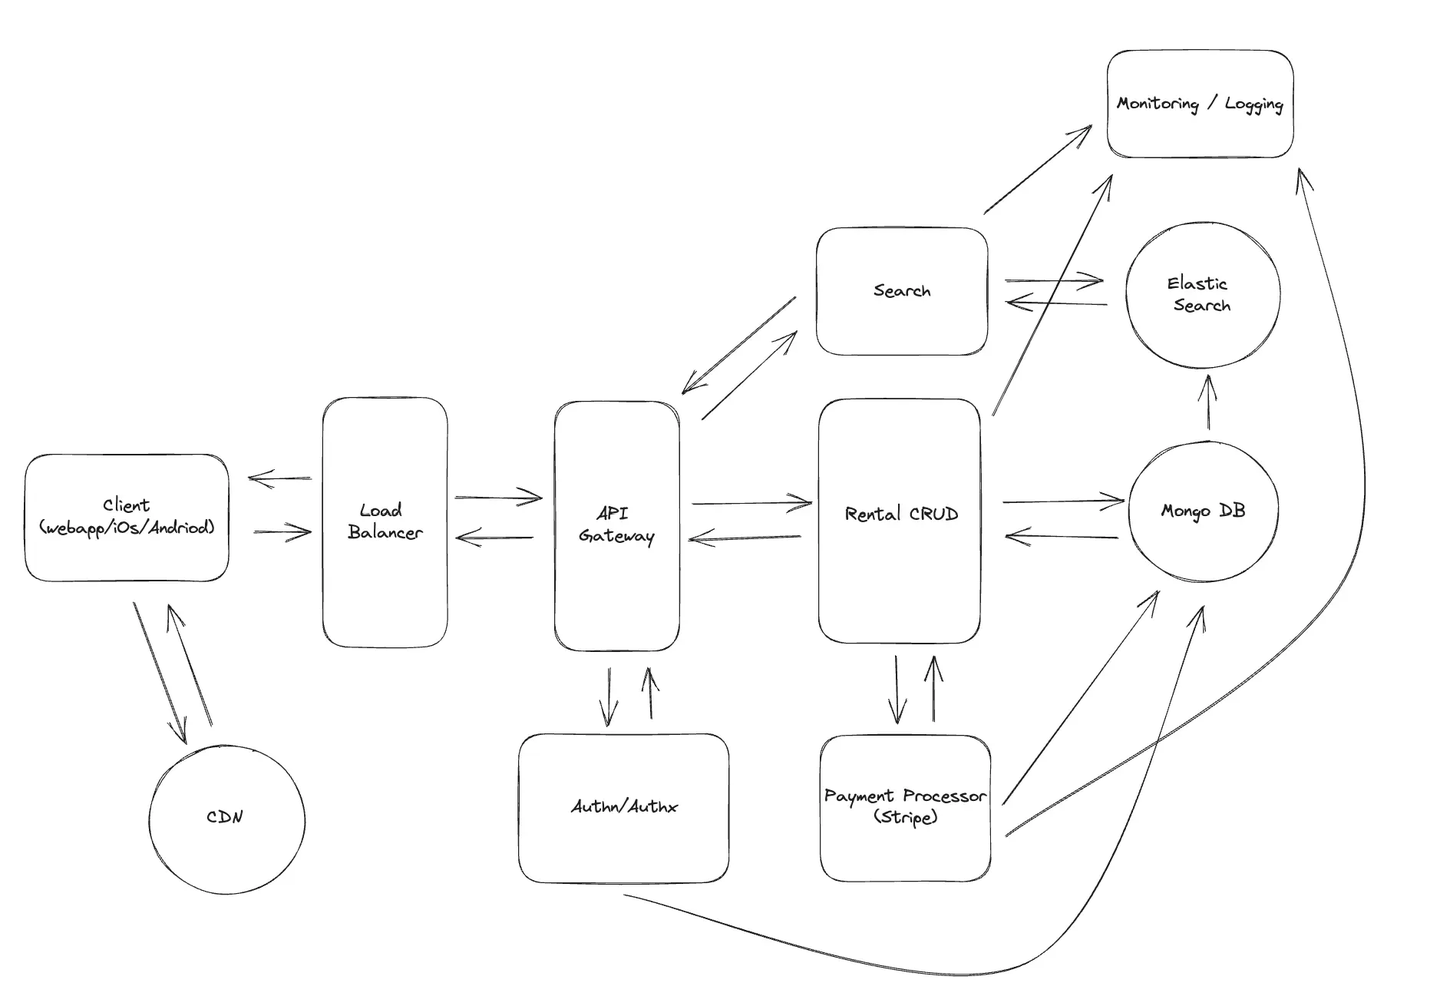 Monitoring / Logging
Search
Elastic
Search
Client
(webapp/iOs/Andriod)
Load
Balancer
API
Gateway
Rental CRUD
Mongo DB
CDN
Authn/Authx
Payment Processor
(Stripe)